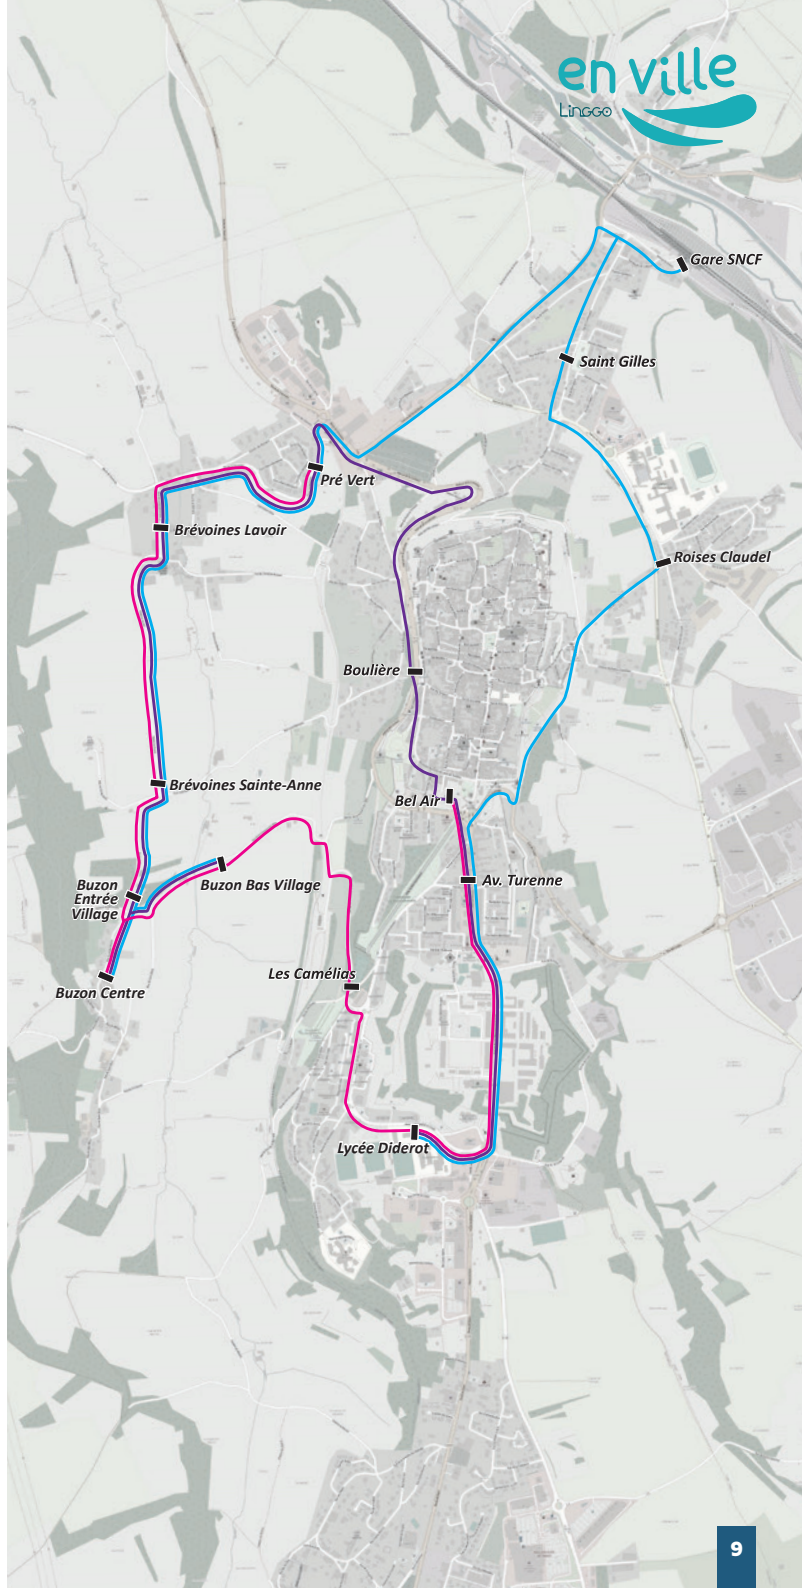 en ville
Linggo
Gare SNCF
Saint Gilles
Pré Vert
Brévoines Lavoir
Roises Claudel
Boulière
Brévoines Sainte-Anne
Bel Air
Buzon
Entrée
Village
Buzon Bas Village
Av. Turenne
Les Camélias
Buzon Centre
Lycée Diderot
9